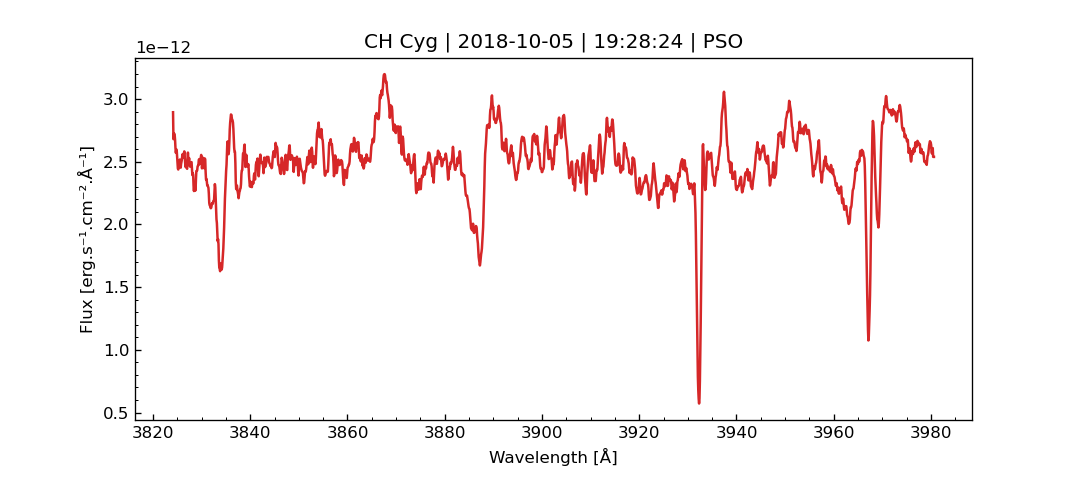 CH Cyg | 2018-10-05 | 19:28:24 | PSO
1e−12
3.0
2.5
2.0
1.5
1.0
0.5
Flux [erg.s⁻¹.cm⁻².Å⁻¹]
3820 3840 3860 3880 3900 3920 3940 3960 3980
Wavelength [Å]